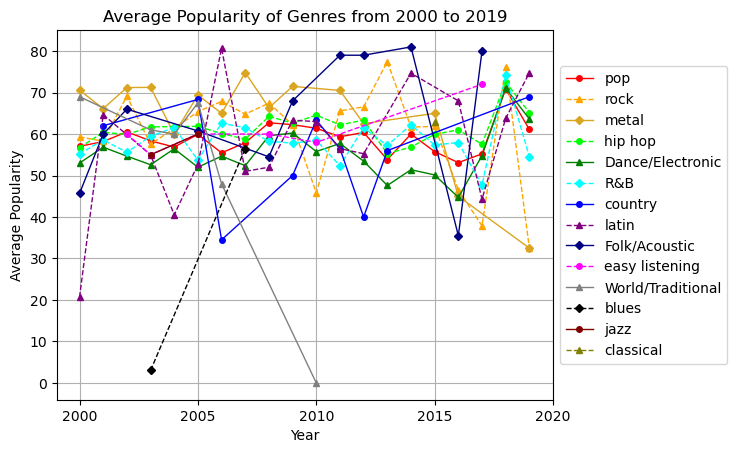 Average Popularity of Genres from 2000 to 2019
Average Popularity
80
70
60
50
40
30
20
10
0
2000
2005
2010
2015
2020
Year
pop
rock
metal
hip hop
Dance/Electronic
R&B
country
latin
Folk/Acoustic
easy listening
World/Traditional
blues
jazz
classical